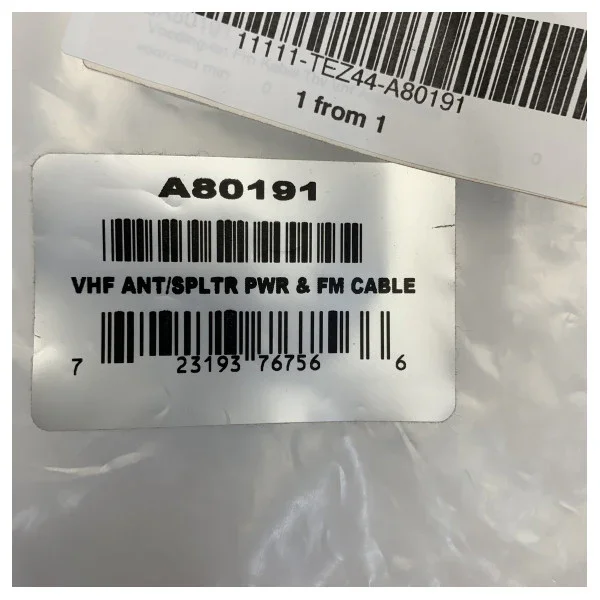 11111-TEZ44-A80191
1 from 1
A80191
VHF ANT/SPLTR PWR & FM CABLE
7 23193 76756 6